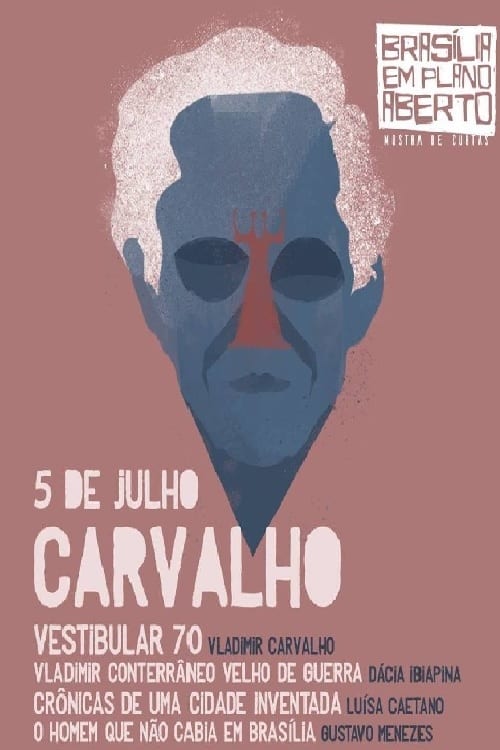 BRASÍLIA
EM PLANO
ABERTO
MOSTRA DE CURTAS
5 DE JULHO
CARVALHO
VESTIBULAR 70 VLADIMIR CARVALHO
VLADIMIR CONTERRÂNEO VELHO DE GUERRA DÁCIA IBIAPINA
CRÔNICAS DE UMA CIDADE INVENTADA LUÍSA CAETANO
O HOMEM QUE NÃO CABIA EM BRASÍLIA GUSTAVO MENEZES